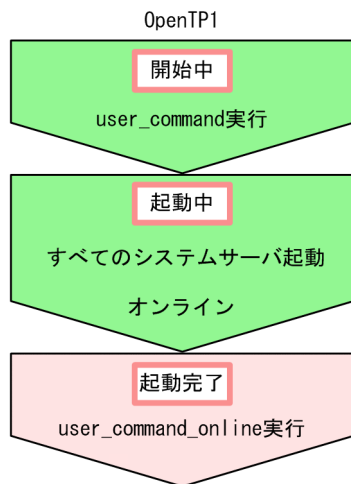 OpenTP1
開始中
user_command実行
起動中
すべてのシステムサーバ起動
オンライン
起動完了
user_command_online実行